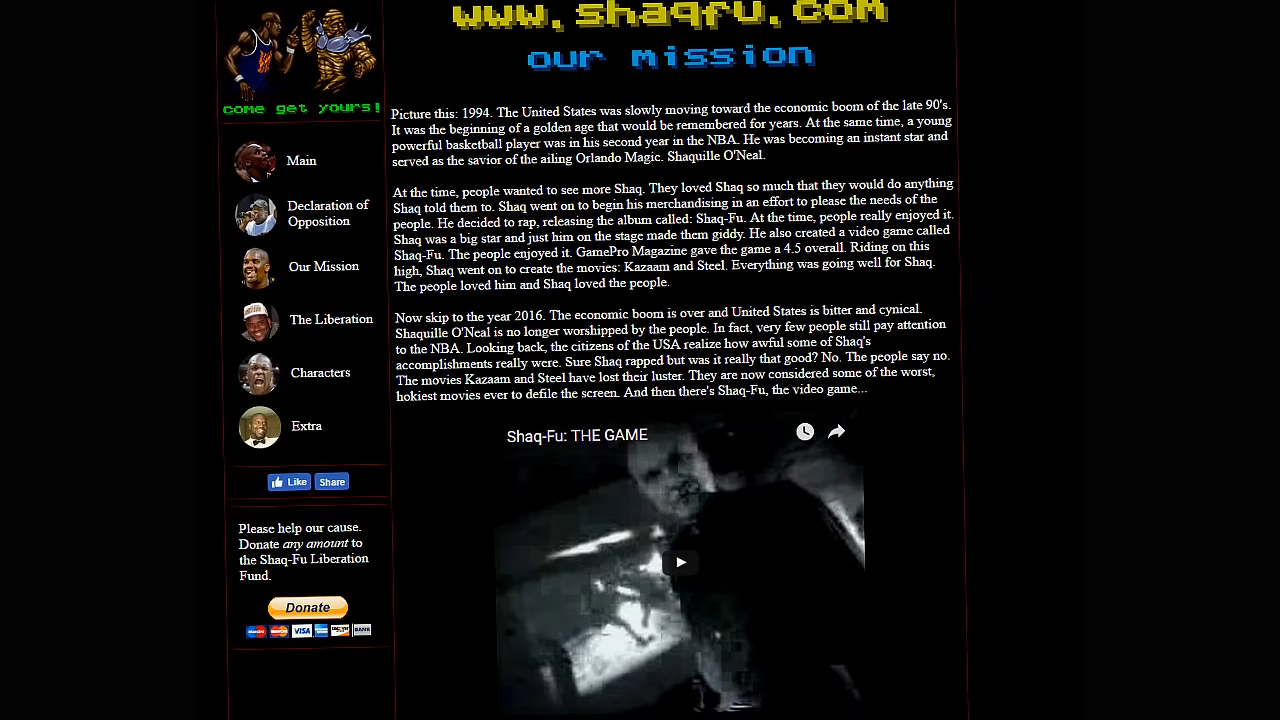 www.shaqfu.com
our mission
come get yours!
Main
Declaration of
Opposition
Our Mission
The Liberation
Characters
Extra
Like Share
Please help our cause.
Donate any amount to
the Shaq-Fu Liberation
Fund.
Donate
VISA
BANK
Picture this: 1994. The United States was slowly moving toward the economic boom of the late 90's.
It was the beginning of a golden age that would be remembered for years. At the same time, a young
powerful basketball player was in his second year in the NBA. He was becoming an instant star and
served as the savior of the ailing Orlando Magic. Shaquille O'Neal.
At the time, people wanted to see more Shaq. They loved Shaq so much that they would do anything
Shaq told them to. Shaq went on to begin his merchandising in an effort to please the needs of the
people. He decided to rap, releasing the album called: Shaq-Fu. At the time, people really enjoyed it.
Shaq was a big star and just him on the stage made them giddy. He also created a video game called
Shaq-Fu. The people enjoyed it. GamePro Magazine gave the game a 4.5 overall. Riding on this
high, Shaq went on to create the movies: Kazaam and Steel. Everything was going well for Shaq.
The people loved him and Shaq loved the people.
Now skip to the year 2016. The economic boom is over and United States is bitter and cynical.
Shaquille O'Neal is no longer worshipped by the people. In fact, very few people still pay attention
to the NBA. Looking back, the citizens of the USA realize how awful some of Shaq's
accomplishments really were. Sure Shaq rapped but was it really that good? No. The people say no.
The movies Kazaam and Steel have lost their luster. They are now considered some of the worst,
hokiest movies ever to defile the screen. And then there's Shaq-Fu, the video game...
Shaq-Fu: THE GAME